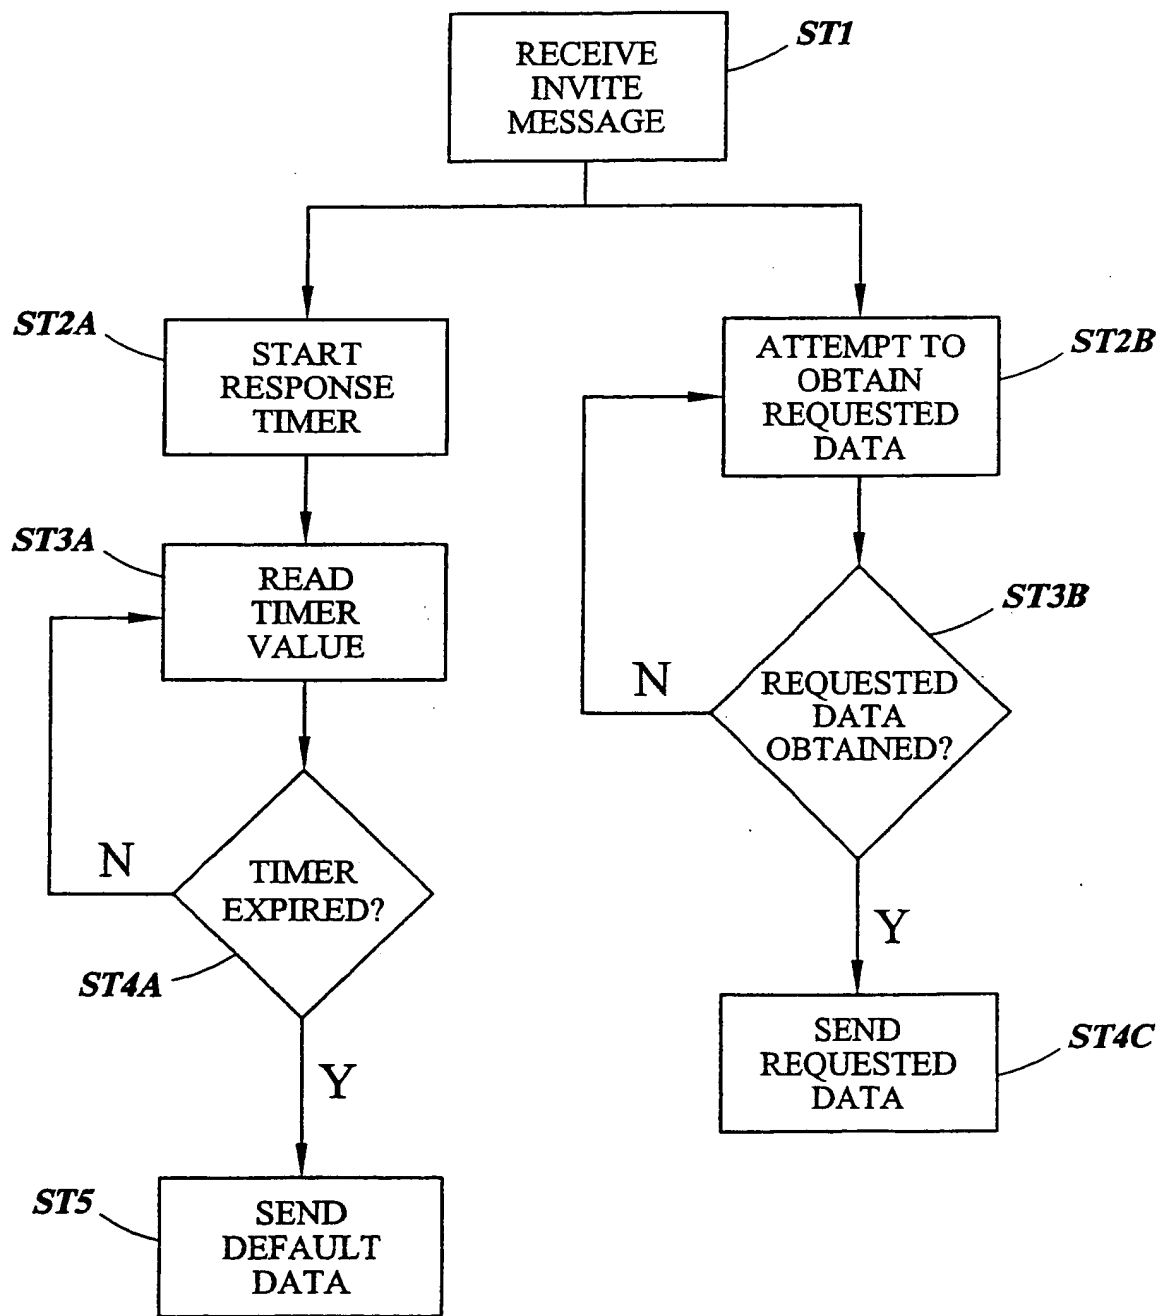 ST1
RECEIVE
INVITE
MESSAGE
ST2A
START
RESPONSE
TIMER
ST2B
ATTEMPT TO
OBTAIN
REQUESTED
DATA
ST3A
READ
TIMER
VALUE
ST3B
REQUESTED
DATA
OBTAINED?
N
N
TIMER
EXPIRED?
ST4A
Y
Y
SEND
REQUESTED
DATA
ST4C
ST5
SEND
DEFAULT
DATA